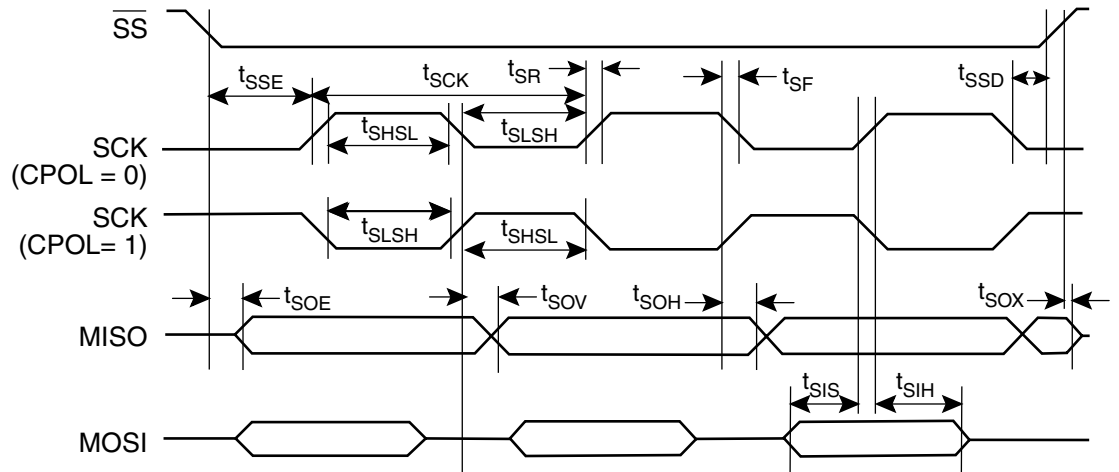 SS
tSSE
tSCK
tSR
tSF
tSSD
SCK
(CPOL = 0)
tSHSL
tSLSH
SCK
(CPOL= 1)
tSLSH
tSHSL
tSOE
tSOV
tSOH
tSOX
MISO
tSIS
tSIH
MOSI